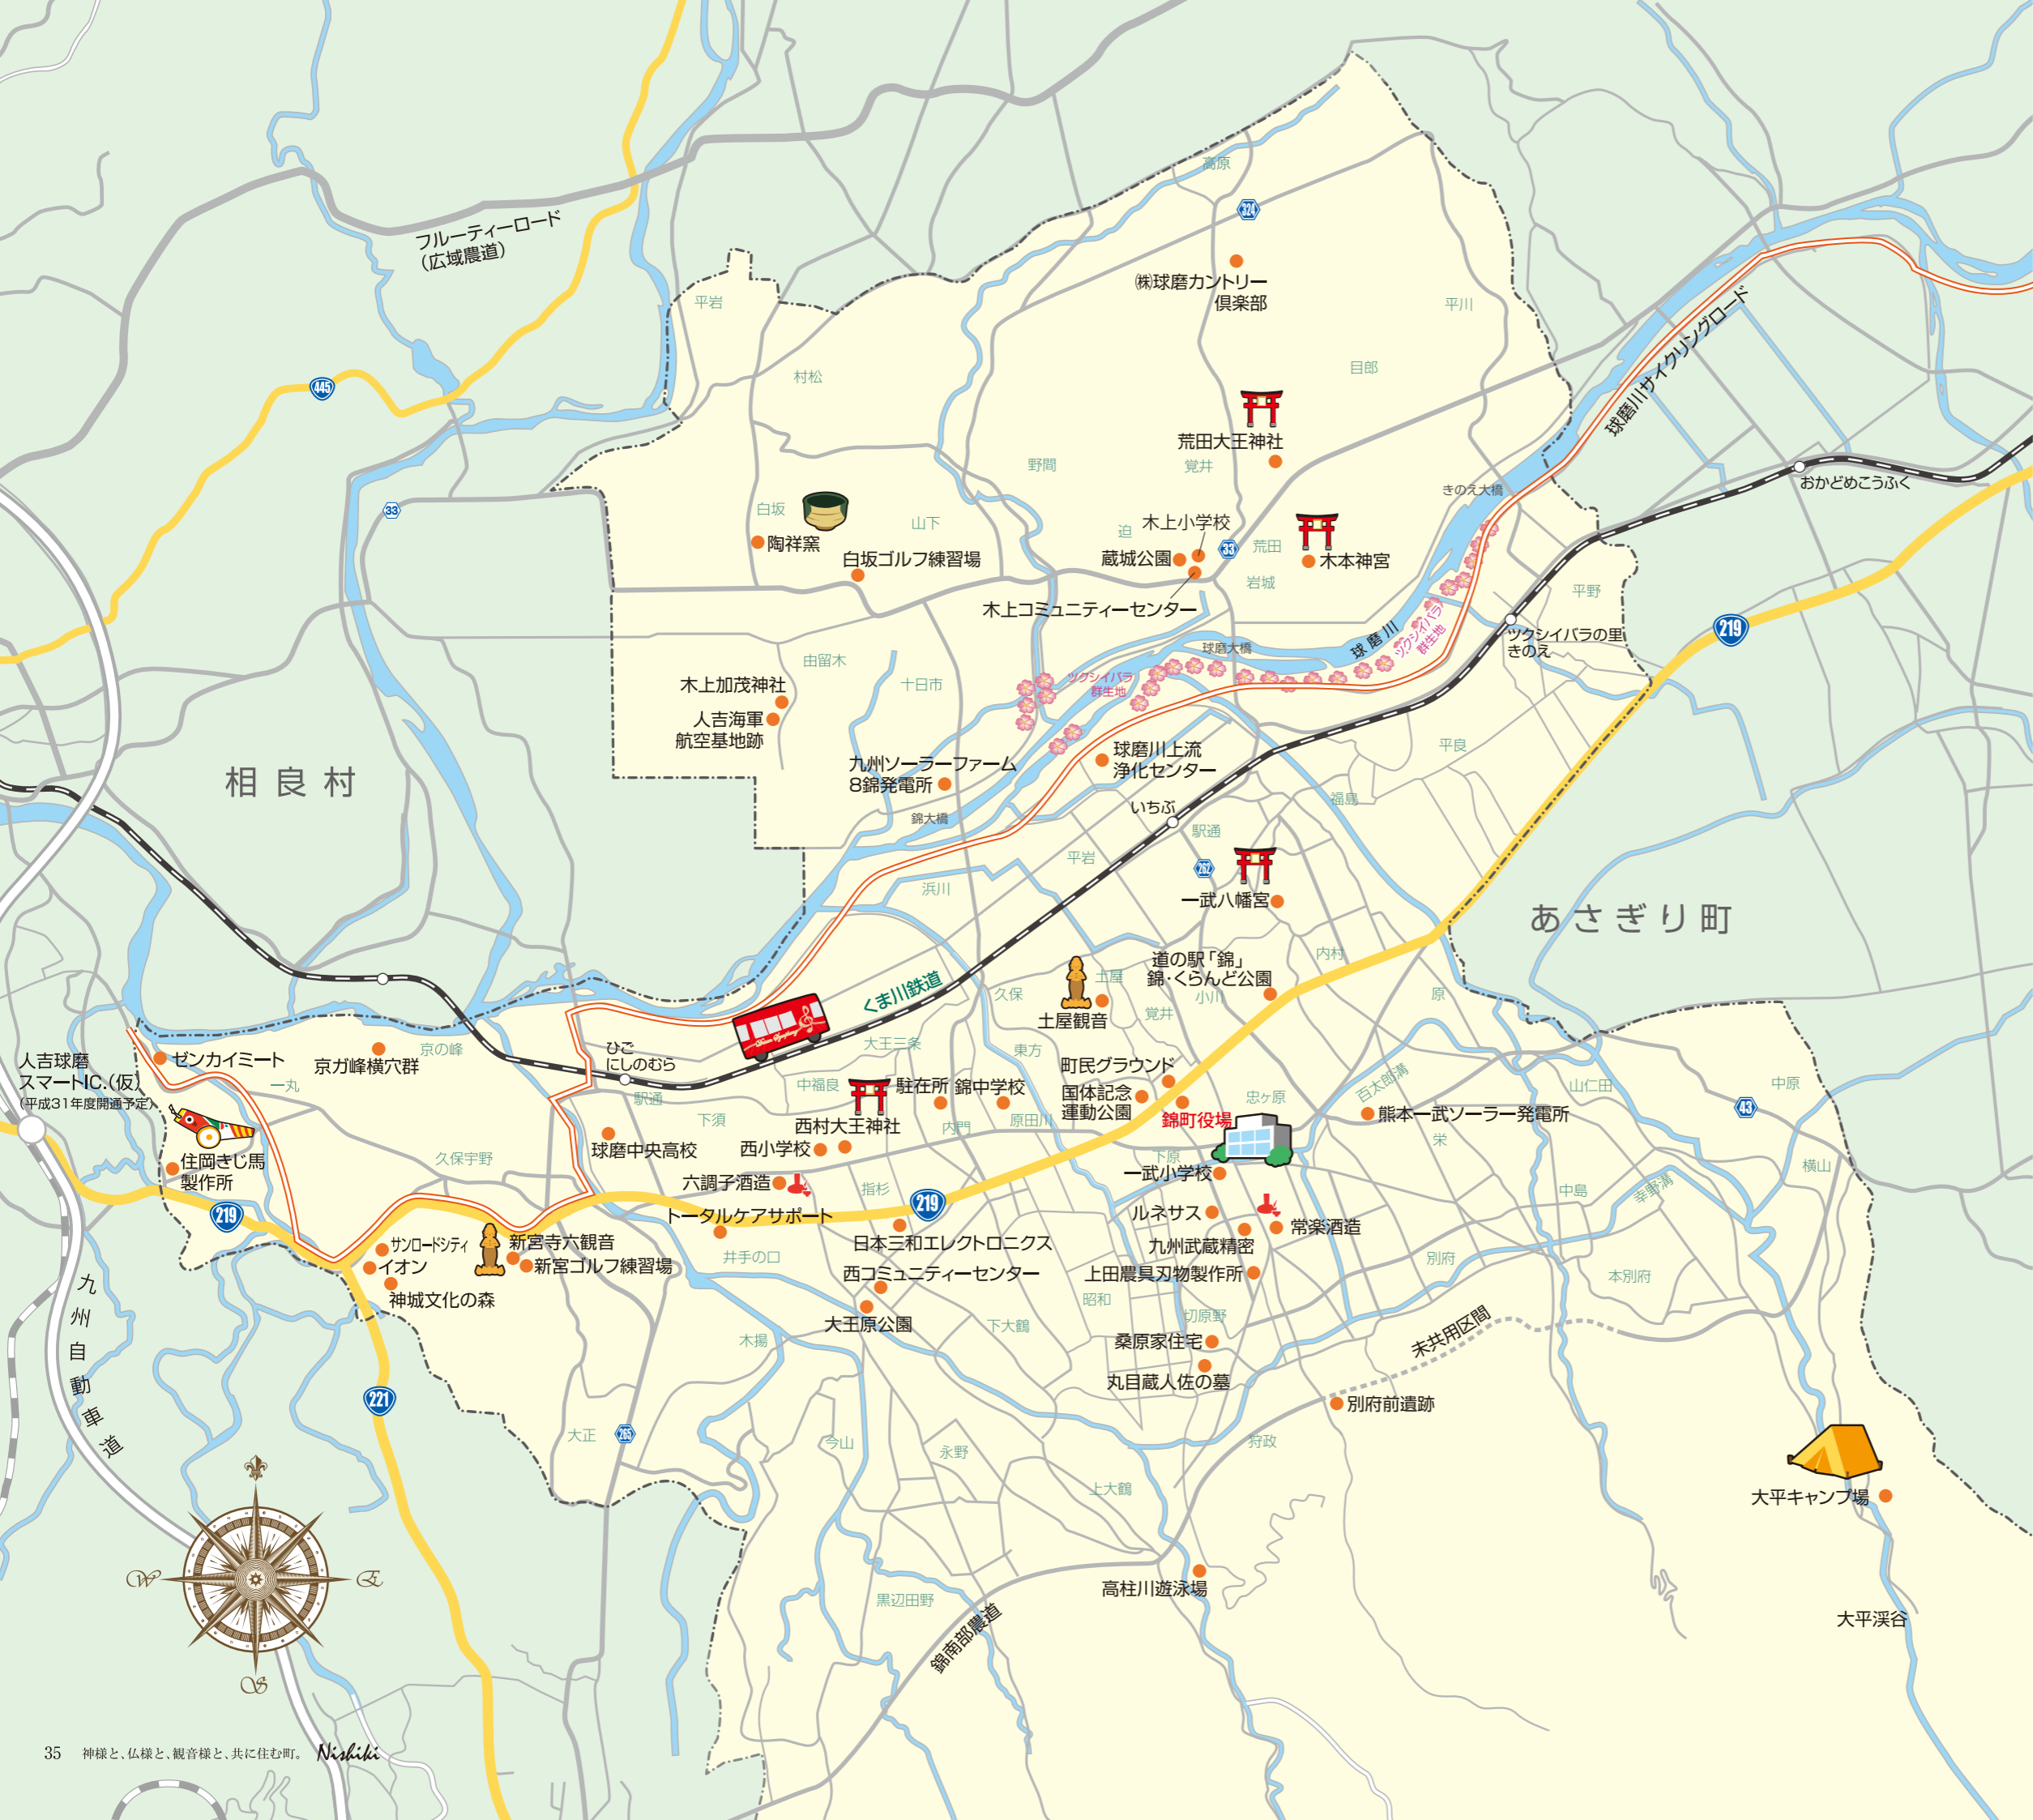 フルーティーロード
（広域農道）
高原
324
㈱球磨カントリー
倶楽部
平岩
平川
村松
目郎
球磨川サイクリングロード
445
荒田大王神社
野間
覚井
おかどめこうふく
きのえ大橋
33
白坂
山下
陶祥窯
白坂ゴルフ練習場
迫
木上小学校
蔵城公園
33
荒田
木本神宮
岩城
木上コミュニティーセンター
平野
219
ツクシイバラの里
きのえ
球磨川
ツクシイバラ
群生地
球磨大橋
ツクシイバラ
群生地
由留木
十日市
木上加茂神社
人吉海軍
航空基地跡
九州ソーラーファーム
8錦発電所
錦大橋
球磨川上流
浄化センター
平良
相良村
いちぶ
福島
駅通
平岩
262
一武八幡宮
浜川
あさぎり町
内村
道の駅「錦」
錦・くらんど公園
小川
土屋
久保
土屋観音
覚井
原
くま川鉄道
大王三条
東方
人吉球磨
スマートIC.(仮)
（平成31年度開通予定）
ゼンカイミート
京ガ峰横穴群
京の峰
一丸
ひご
にしのむら
駅通
中福良
駐在所
錦中学校
町民グラウンド
国体記念
運動公園
錦町役場
忠ヶ原
百太郎溝
熊本一武ソーラー発電所
山仁田
中原
43
下須
西村大王神社
内門
原田川
栄
住岡きじ馬
製作所
久保宇野
球磨中央高校
西小学校
下原
一武小学校
横山
中島
幸野溝
六調子酒造
指杉
219
219
トータルケアサポート
ルネサス
常楽酒造
サンロードシティ
イオン
神城文化の森
新宮寺六観音
新宮ゴルフ練習場
井手の口
日本三和エレクトロニクス
九州武蔵精密
別府
本別府
西コミュニティーセンター
上田農具刃物製作所
昭和
大王原公園
下大鶴
切原野
桑原家住宅
未共用区間
木揚
丸目蔵人佐の墓
別府前遺跡
九州自動車道
221
大正
265
今山
永野
狩政
上大鶴
大平キャンプ場
W
E
S
高柱川遊泳場
黒辺田野
錦南部農道
大平渓谷
35 神様と、仏様と、観音様と、共に住む町。 Nishiki